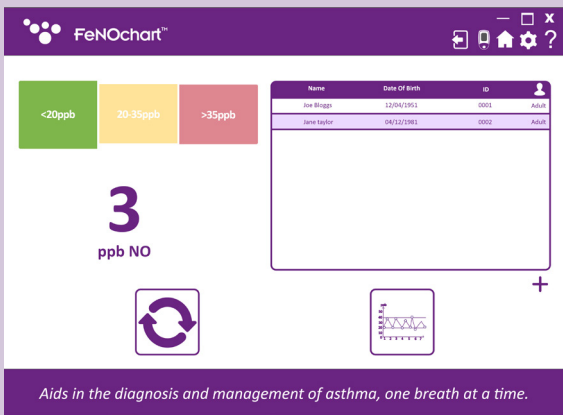 FeNOchart™
?
<20ppb 20-35ppb >35ppb
Name Date Of Birth ID
Joe Bloggs 12/04/1951 0001 Adult
Jane taylor 04/12/1981 0002 Adult
3
ppb NO
Aids in the diagnosis and management of asthma, one breath at a time.